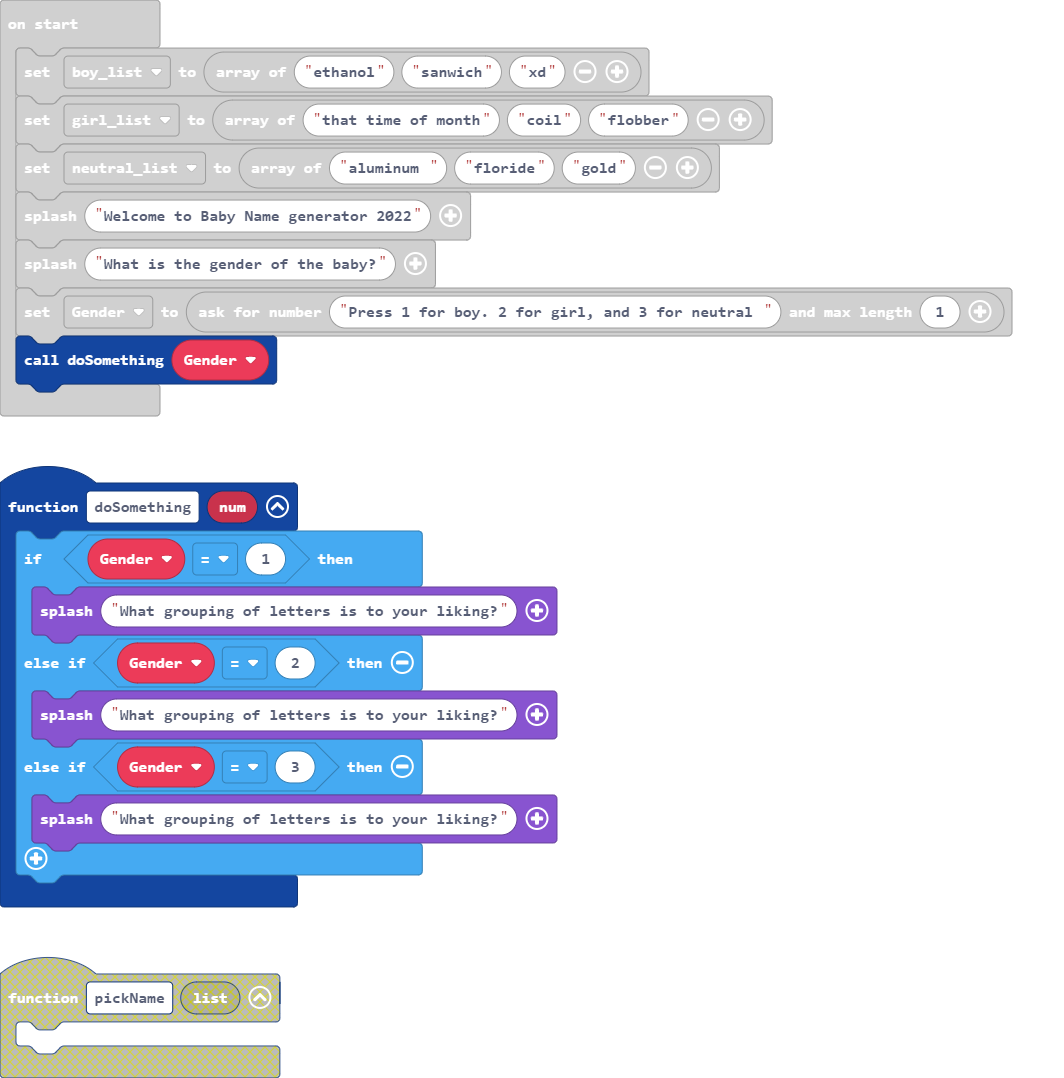 on start
set boy_list to array of "ethanol" "sanwich" "xd"
set girl_list to array of "that time of month" "coil" "flobber"
set neutral_list to array of "aluminum " "floride" "gold"
splash "Welcome to Baby Name generator 2022"
splash "What is the gender of the baby?"
set Gender to ask for number "Press 1 for boy. 2 for girl, and 3 for neutral " and max length 1
call doSomething Gender
function doSomething num
if Gender = 1 then
splash "What grouping of letters is to your liking?"
else if Gender = 2 then
splash "What grouping of letters is to your liking?"
else if Gender = 3 then
splash "What grouping of letters is to your liking?"
function pickName list